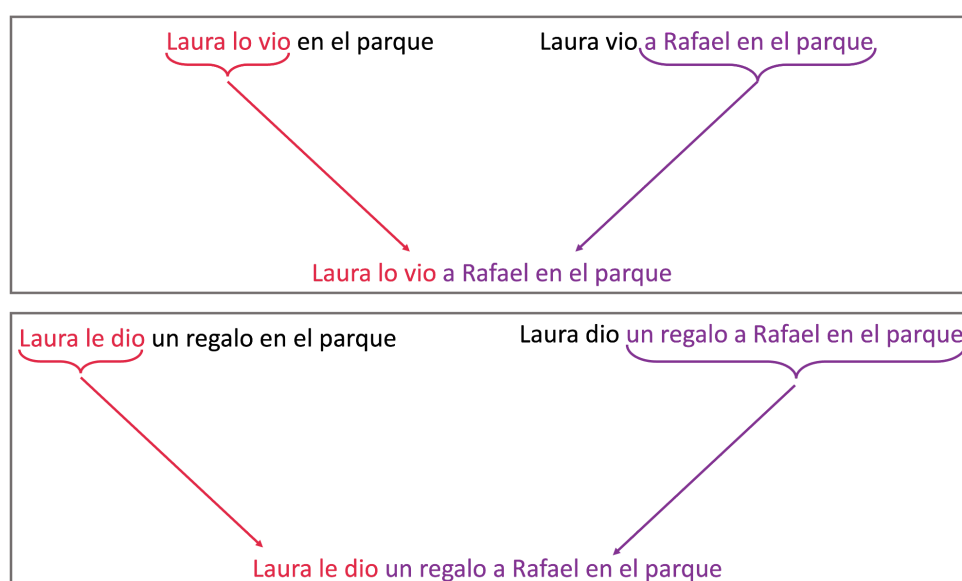 Laura lo vio en el parque
Laura vio a Rafael en el parque
Laura lo vio a Rafael en el parque
Laura le dio un regalo en el parque
Laura dio un regalo a Rafael en el parque
Laura le dio un regalo a Rafael en el parque